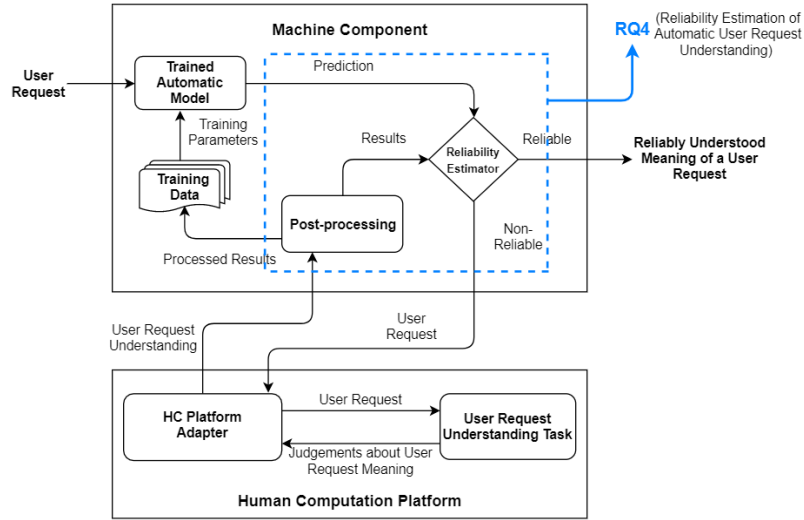 Machine Component
RQ4
(Reliability Estimation of
Automatic User Request
Understanding)
User
Request
Trained
Automatic
Model
Prediction
Training
Parameters
Results
Reliability
Estimator
Reliable
Reliably Understood
Meaning of a User
Request
Training
Data
Post-processing
Non-
Reliable
Processed Results
User Request
Understanding
User
Request
HC Platform
Adapter
User Request
User Request
Understanding Task
Judgements about User
Request Meaning
Human Computation Platform